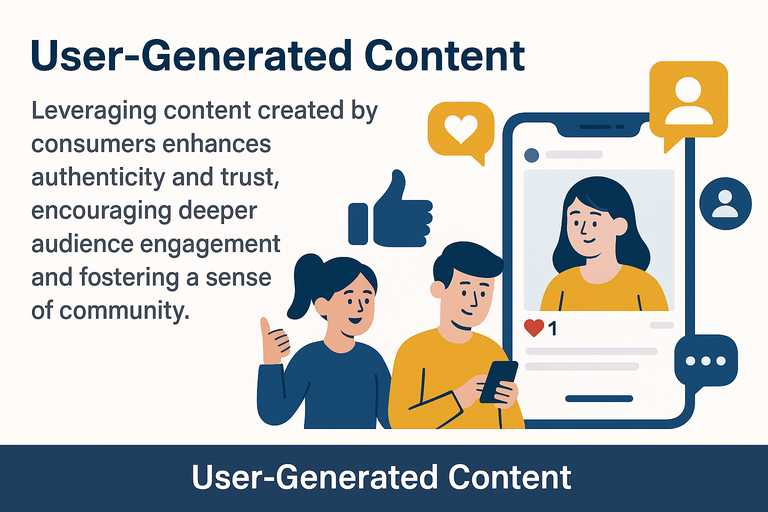 User-Generated Content
Leveraging content created by
consumers enhances
authenticity and trust,
encouraging deeper
audience engagement
and fostering a sense
of community.
1
User-Generated Content